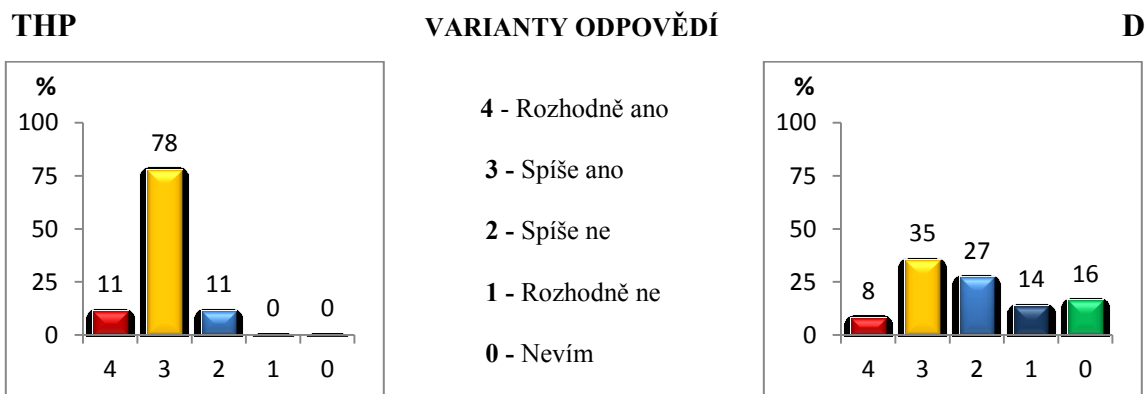 THP
VARIANTY ODPOVĚDÍ
D
%
100
75
50
25
0
11
78
11
0
0
4 3 2 1 0
4 - Rozhodně ano
3 - Spíše ano
2 - Spíše ne
1 - Rozhodně ne
0 - Nevím
%
100
75
50
25
0
8
35
27
14
16
4 3 2 1 0